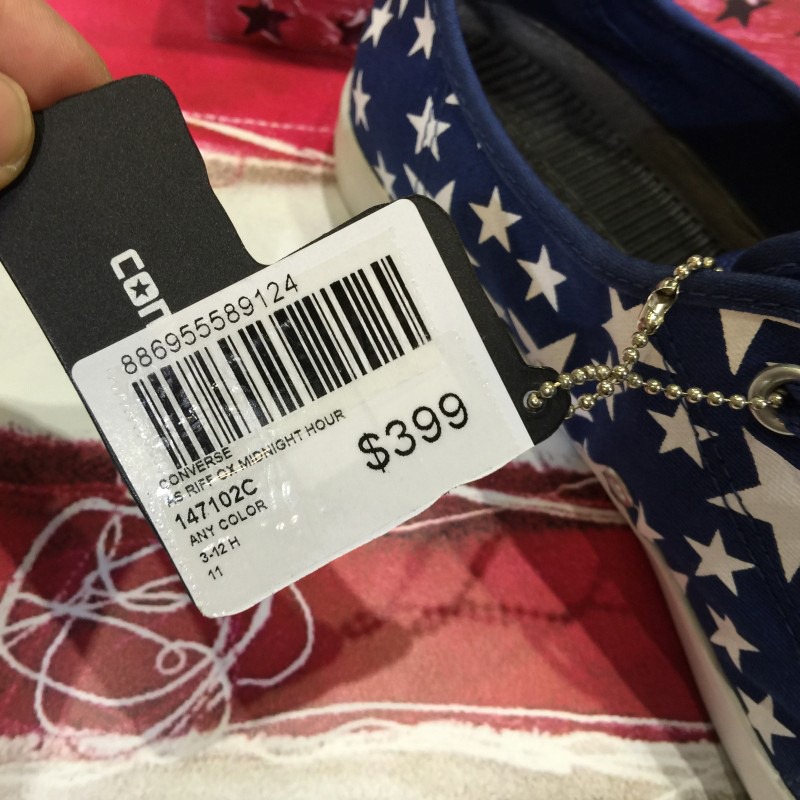 CON
886955589124
CONVERSE
AS RIFF OX MIDNIGHT HOUR
$399
147102C
ANY COLOR
3-12 H
11